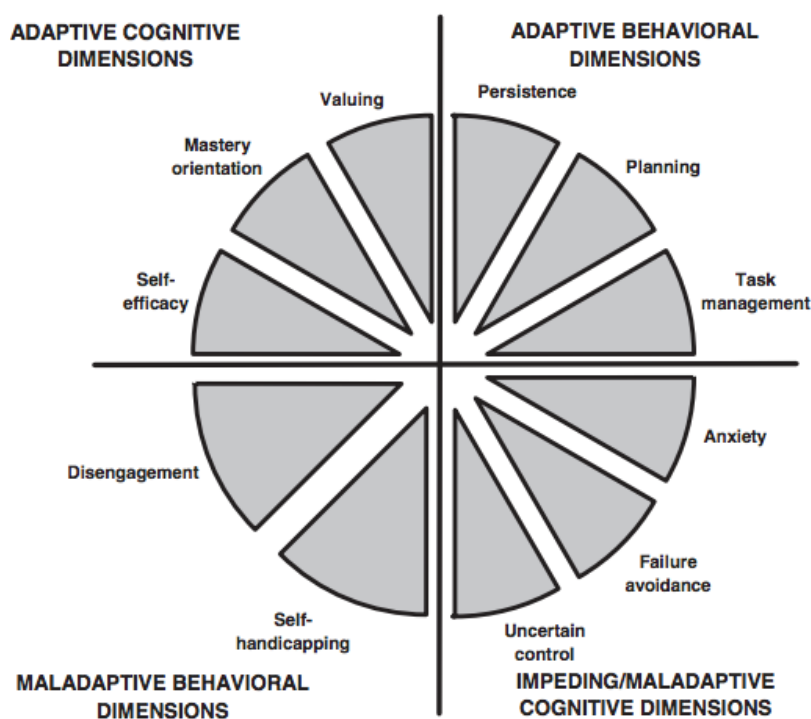 ADAPTIVE COGNITIVE
DIMENSIONS
ADAPTIVE BEHAVIORAL
DIMENSIONS
Valuing
Persistence
Mastery
orientation
Planning
Self-
efficacy
Task
management
Disengagement
Anxiety
Self-
handicapping
Failure
avoidance
Uncertain
control
MALADAPTIVE BEHAVIORAL
DIMENSIONS
IMPEDING/MALADAPTIVE
COGNITIVE DIMENSIONS